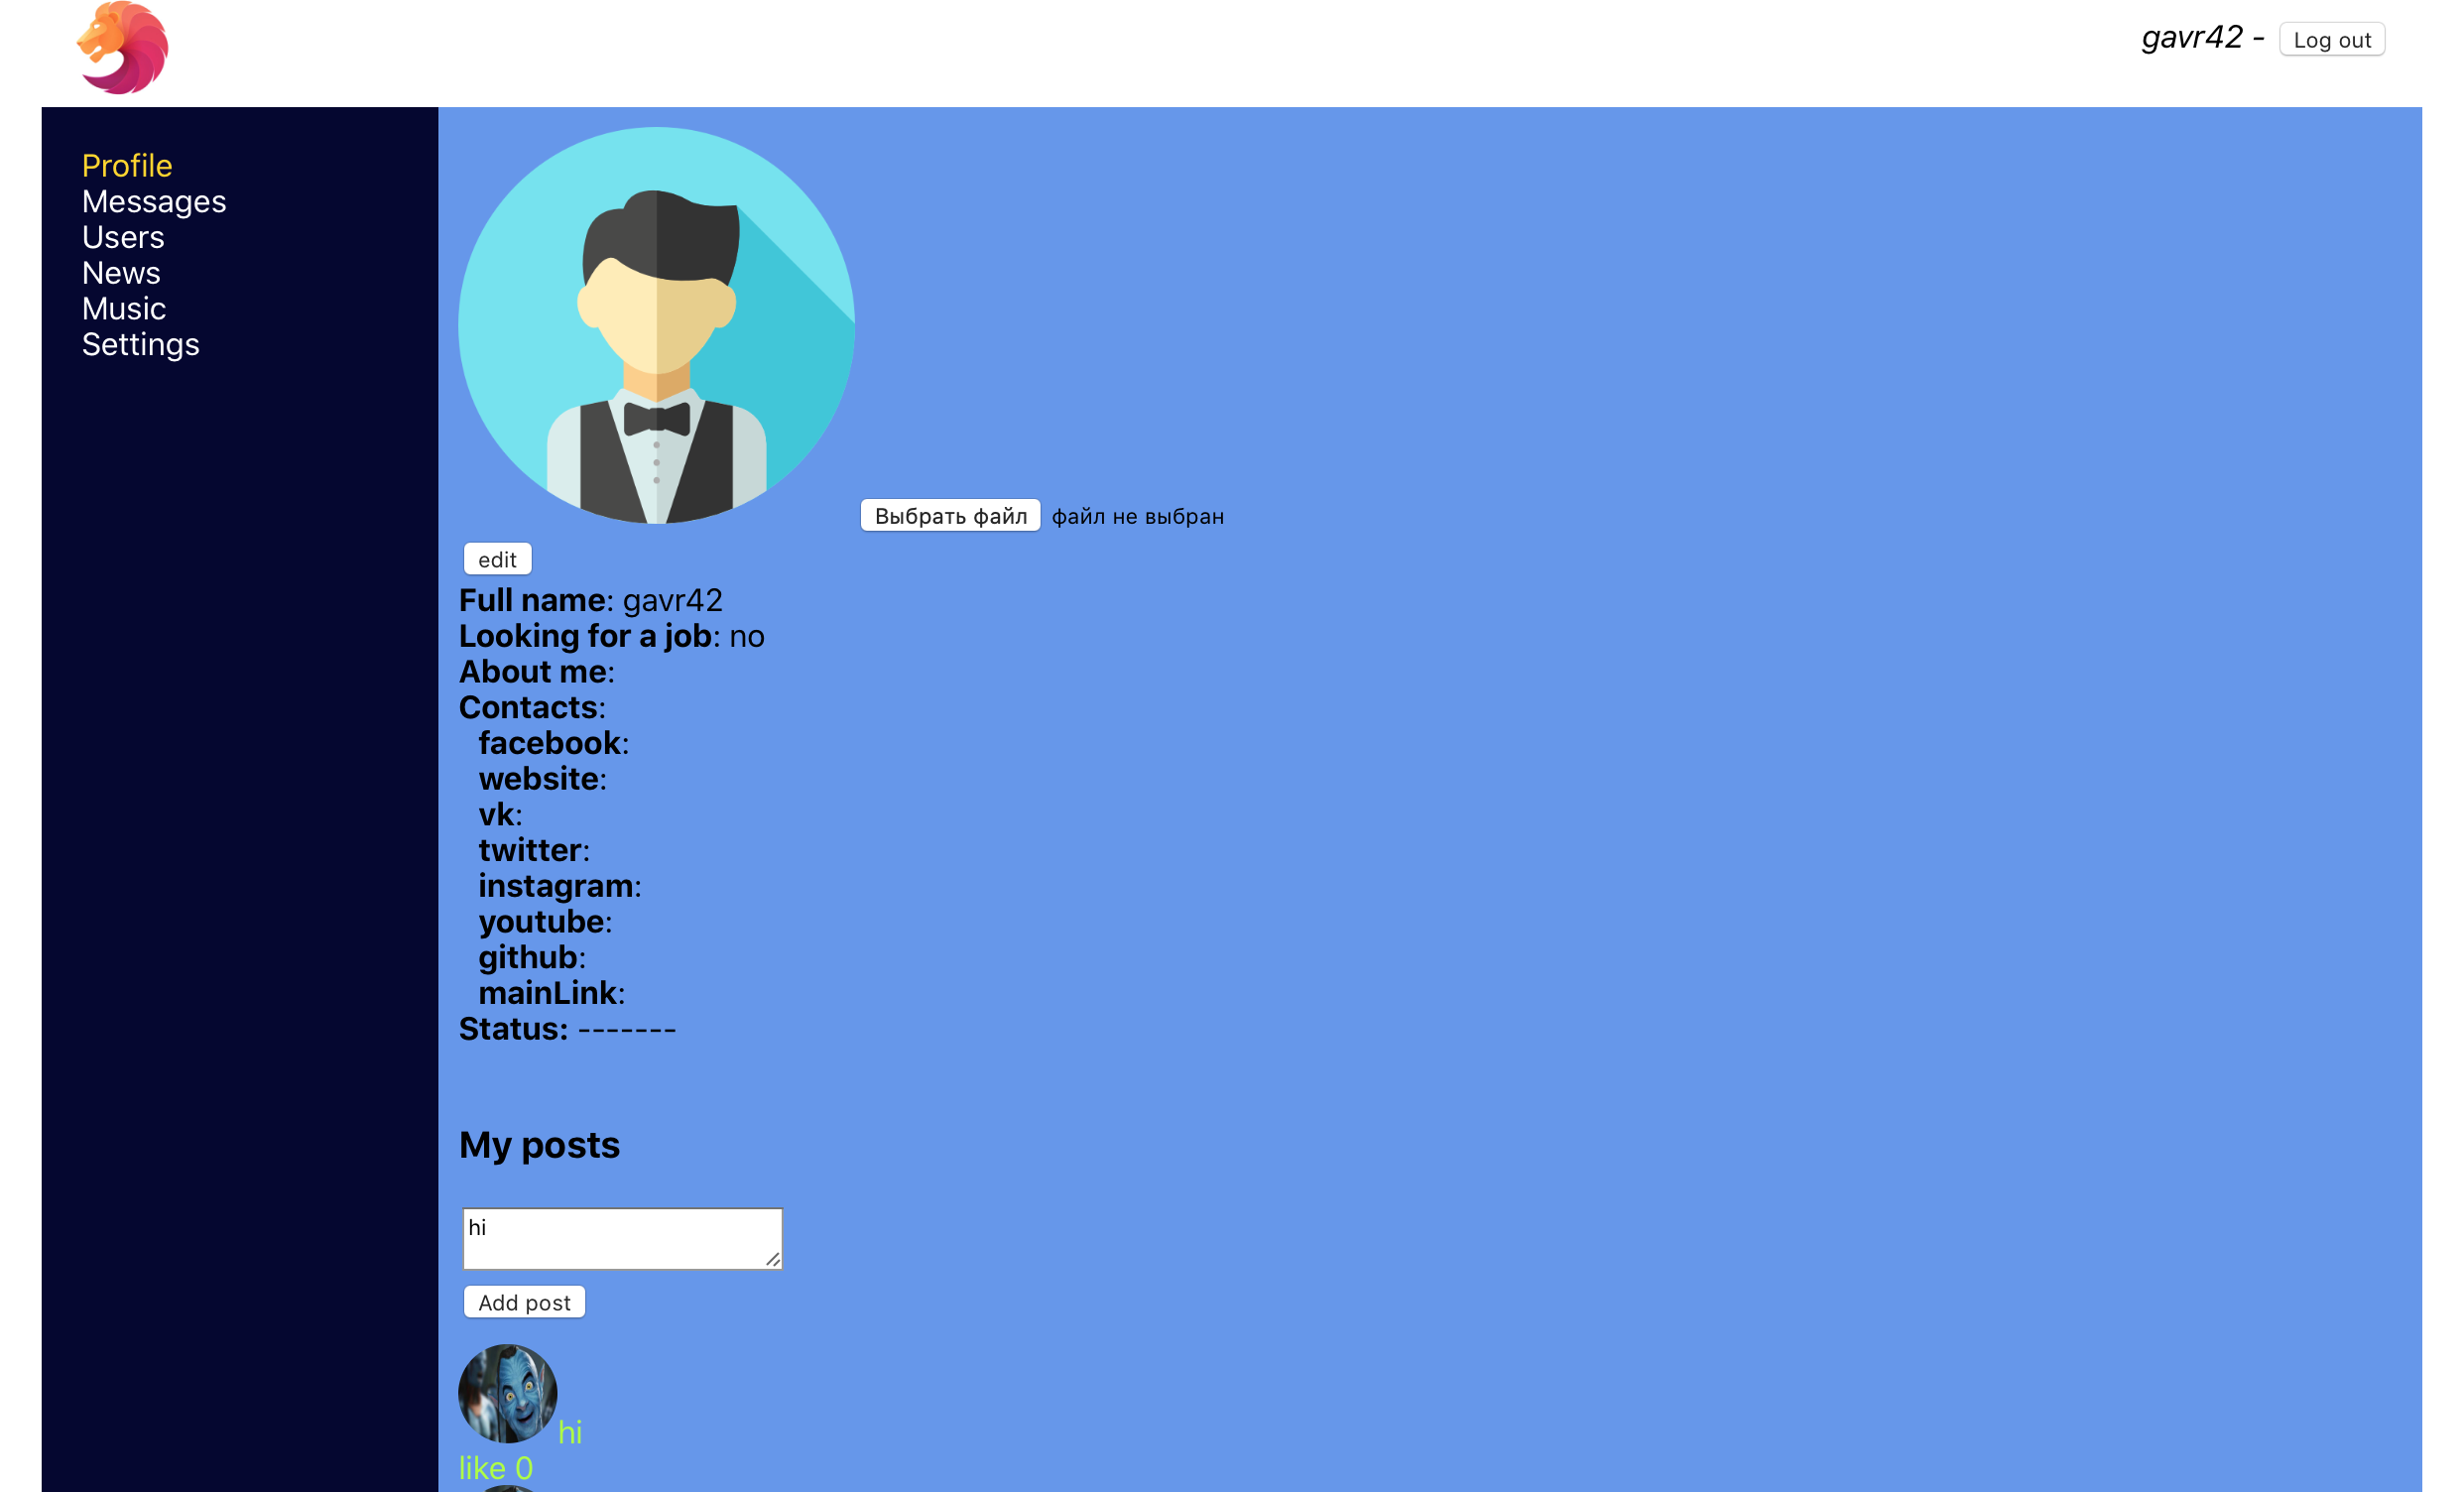 gavr42 - Log out
Profile
Messages
Users
News
Music
Settings
Выбрать файл файл не выбран
edit
Full name: gavr42
Looking for a job: no
About me:
Contacts:
facebook:
website:
vk:
twitter:
instagram:
youtube:
github:
mainLink:
Status: -------
My posts
hi
Add post
hi
like 0